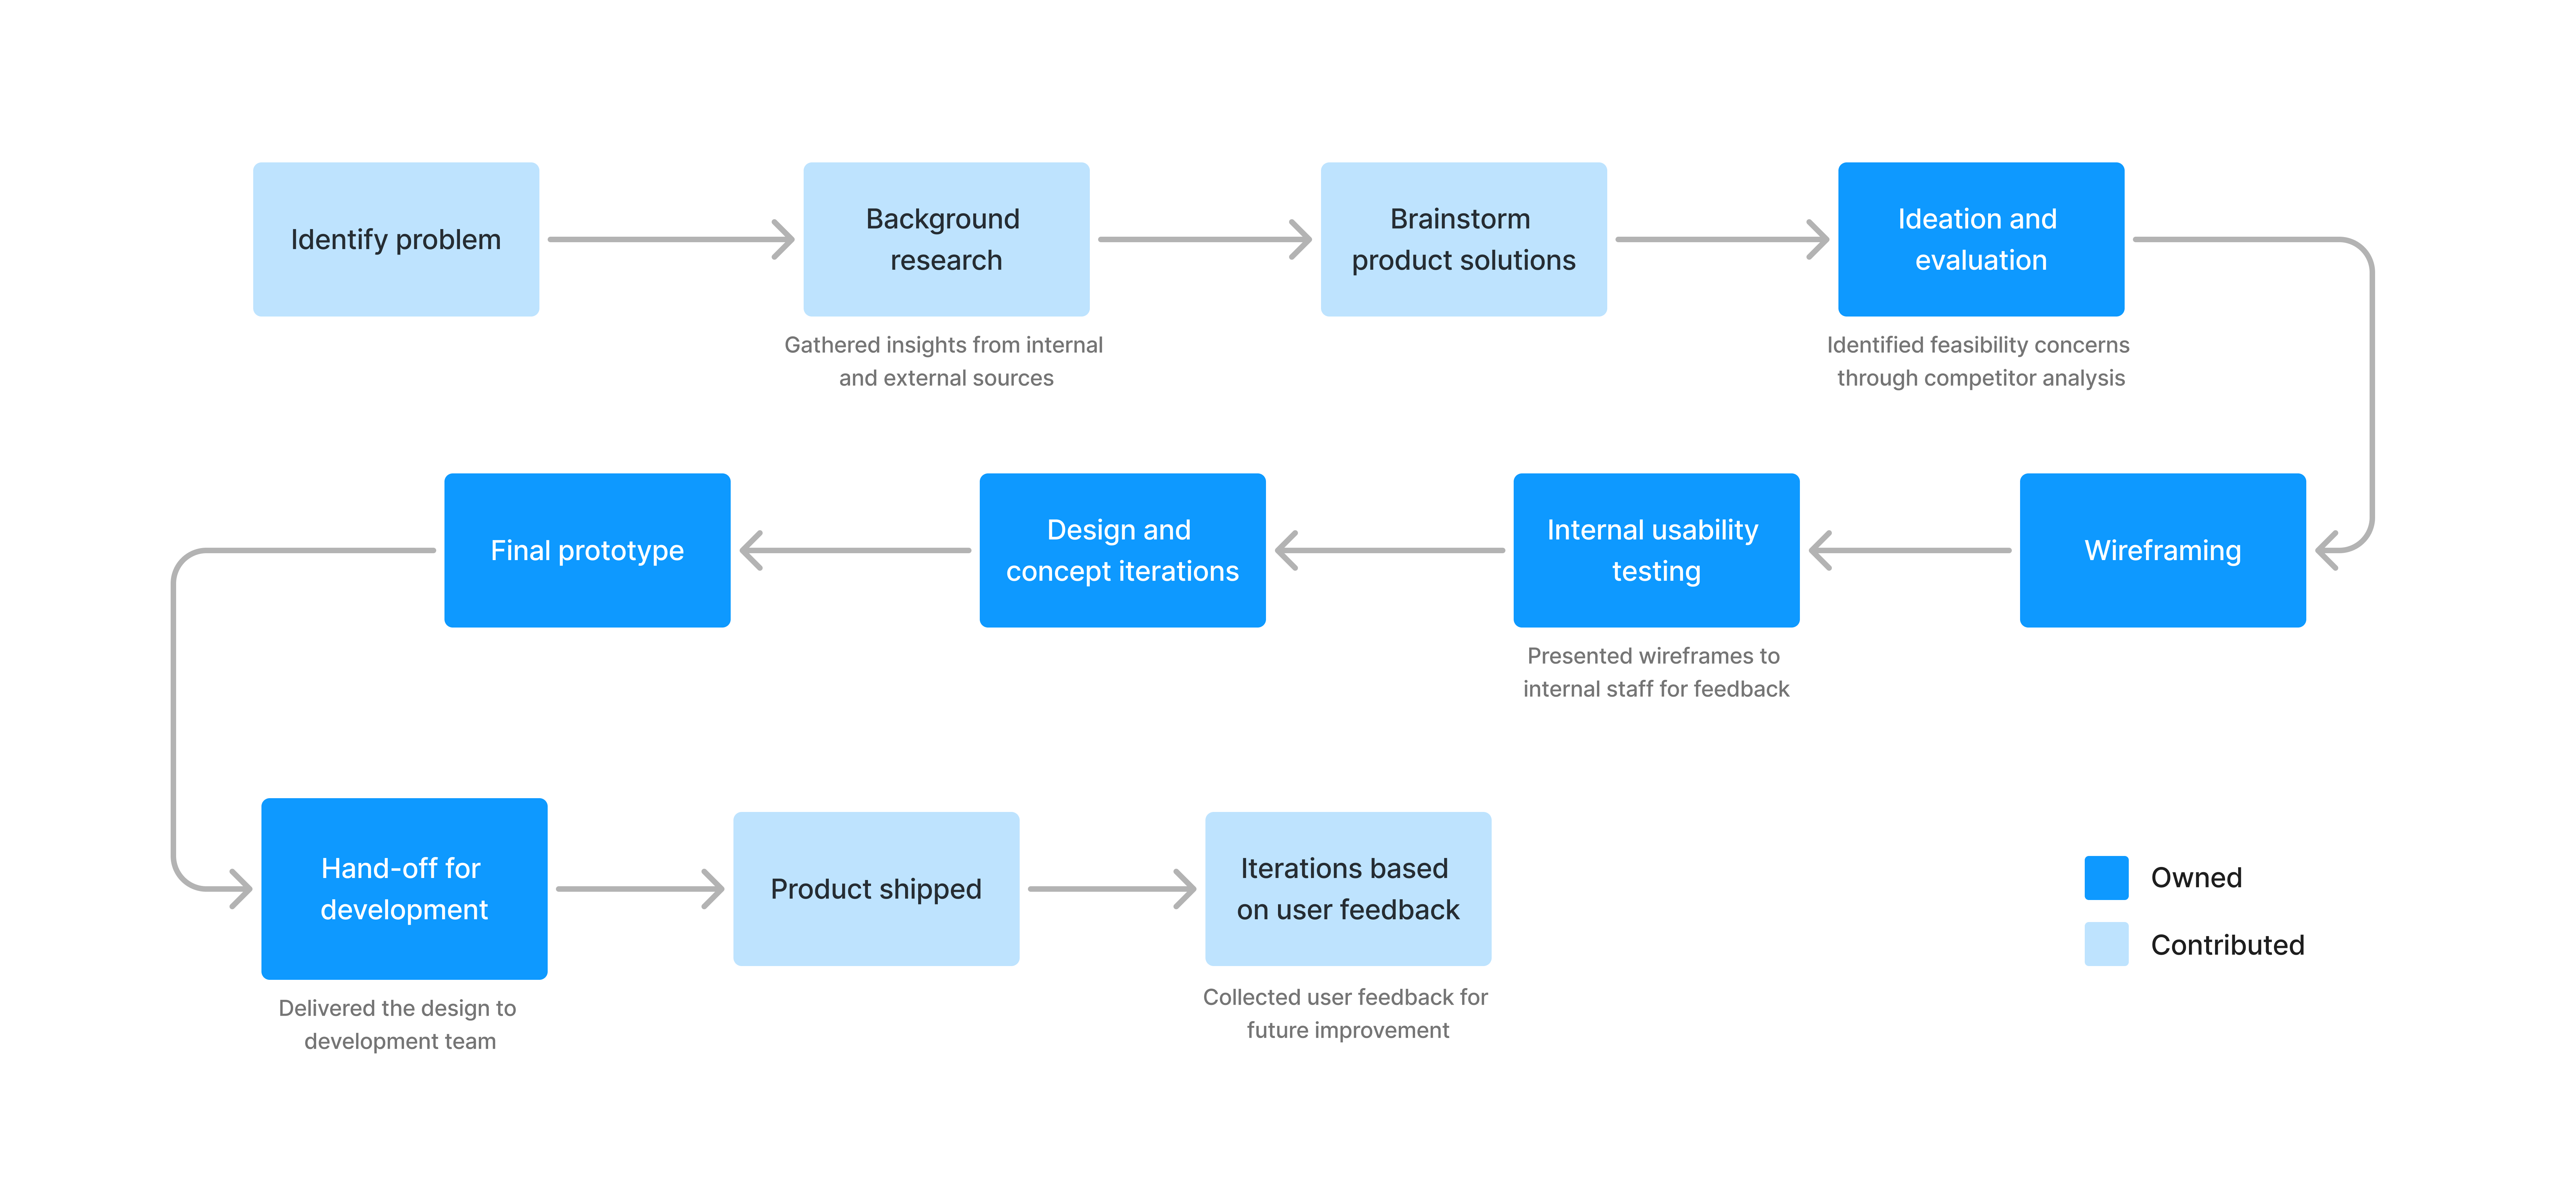 Identify problem
Background
research
Gathered insights from internal
and external sources
Brainstorm
product solutions
Ideation and
evaluation
Identified feasibility concerns
through competitor analysis
Wireframing
Internal usability
testing
Presented wireframes to
internal staff for feedback
Design and
concept iterations
Final prototype
Hand-off for
development
Delivered the design to
development team
Product shipped
Iterations based
on user feedback
Collected user feedback for
future improvement
Owned
Contributed